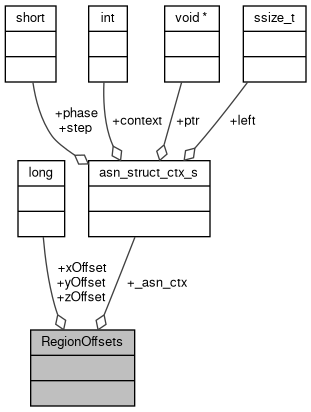 short
int
void *
ssize_t
+phase
+step
+context
+ptr
+left
long
asn_struct_ctx_s
+xOffset
+yOffset
+zOffset
+_asn_ctx
RegionOffsets